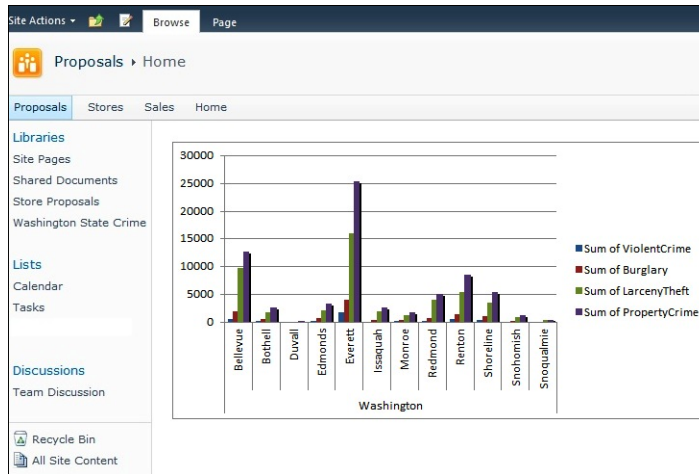 Site Actions
Browse
Page
Proposals ▸ Home
Proposals
Stores
Sales
Home
Libraries
Site Pages
Shared Documents
Store Proposals
Washington State Crime
Lists
Calendar
Tasks
Discussions
Team Discussion
Recycle Bin
All Site Content
30000
25000
20000
15000
10000
5000
0
Bellevue
Bothell
Duvall
Edmonds
Everett
Issaquah
Monroe
Redmond
Renton
Shoreline
Snohomish
Snoqualmie
Washington
Sum of ViolentCrime
Sum of Burglary
Sum of LarcenyTheft
Sum of PropertyCrime